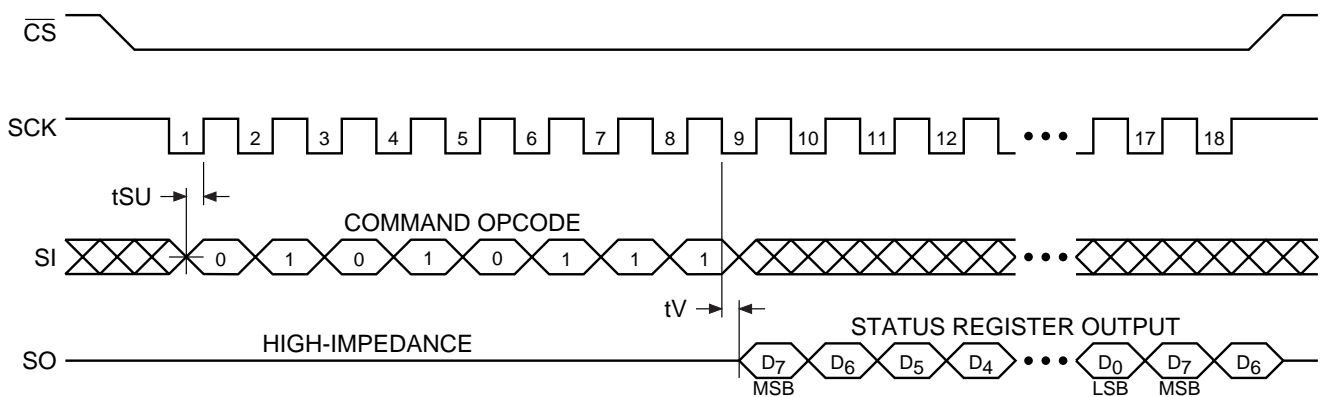 CS
SCK 1 2 3 4 5 6 7 8 9 10 11 12 ••• 17 18
tSU
COMMAND OPCODE
SI 0 1 0 1 0 1 1 1 •••
tV
HIGH-IMPEDANCE STATUS REGISTER OUTPUT
SO D7 D6 D5 D4 ••• D0 D7 D6
MSB LSB MSB